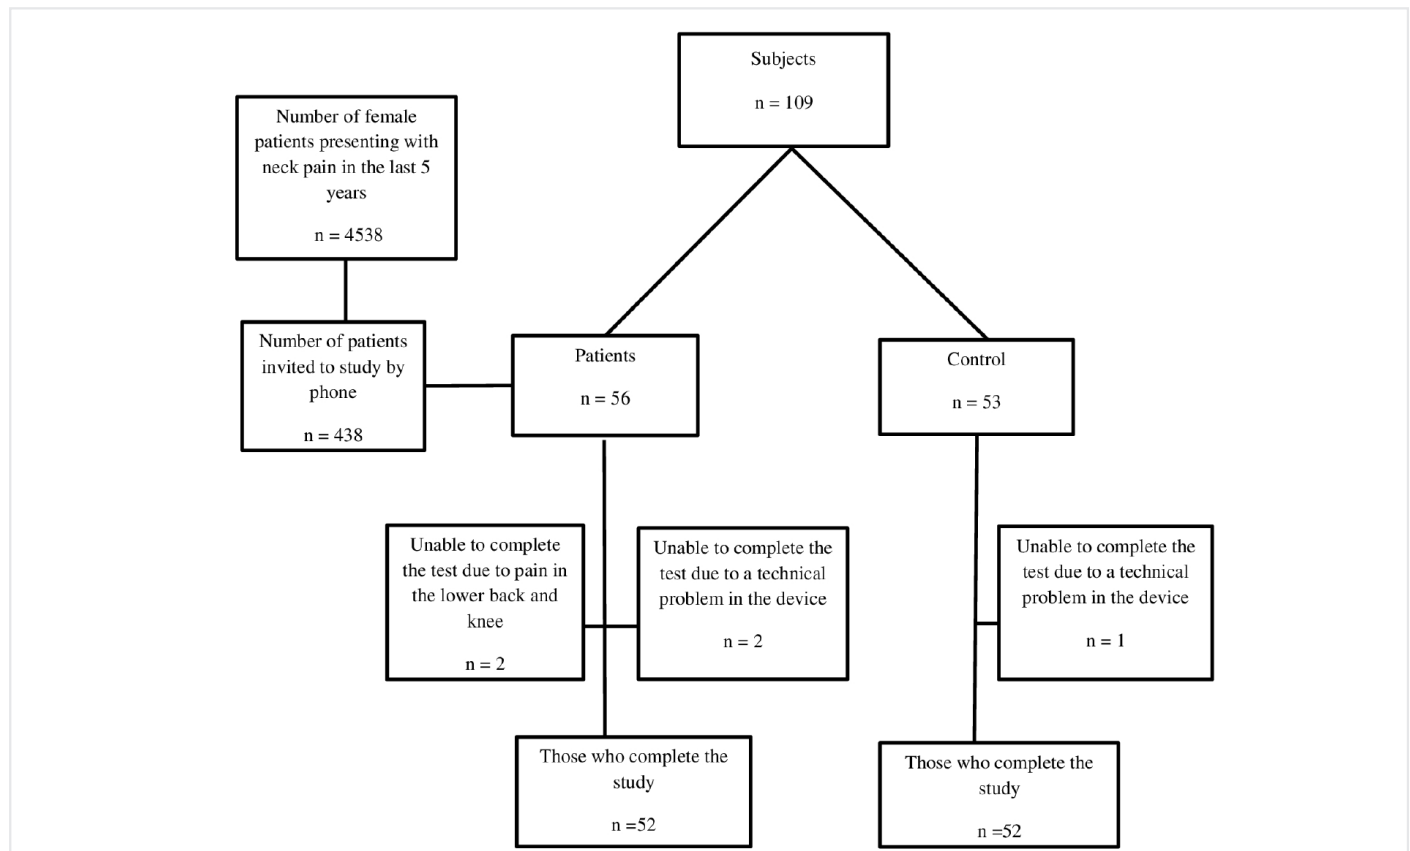 Subjects
n = 109
Number of female
patients presenting with
neck pain in the last 5
years
n = 4538
Number of patients
invited to study by
phone
n = 438
Patients
n = 56
Control
n = 53
Unable to complete
the test due to pain in
the lower back and
knee
n = 2
Unable to complete the
test due to a technical
problem in the device
n = 2
Unable to complete the
test due to a technical
problem in the device
n = 1
Those who complete the
study
n =52
Those who complete the
study
n =52